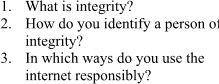 1. What is integrity?
2. How do you identify a person of
integrity?
3. In which ways do you use the
internet responsibly?